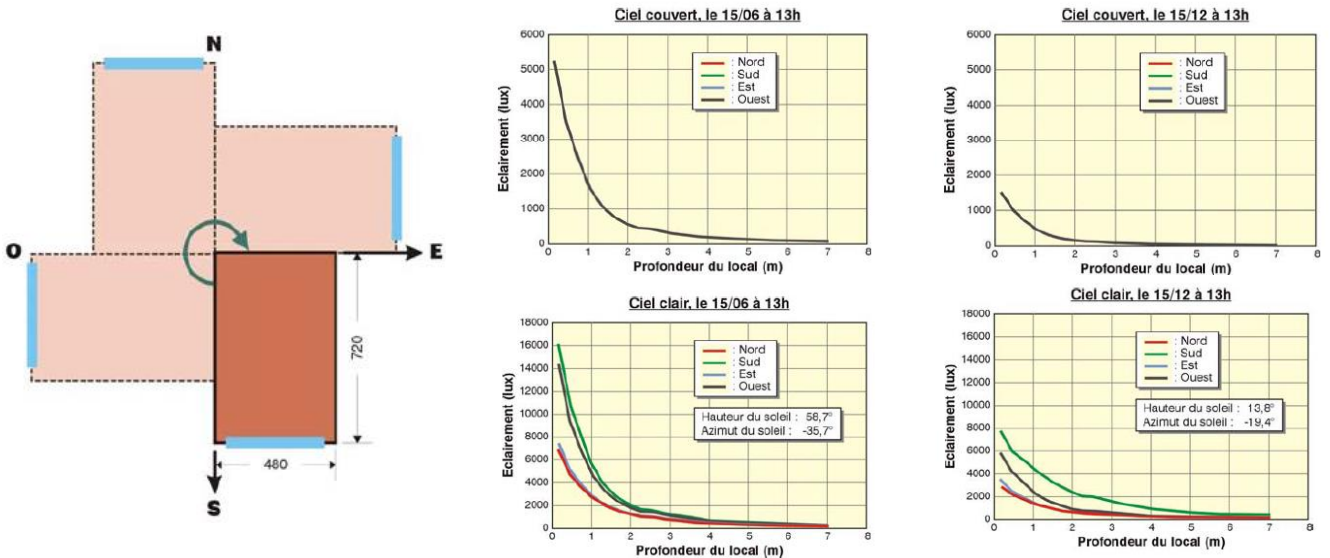 N
O
E
S
720
480
Ciel couvert, le 15/06 à 13h
Eclairement (lux)
6000
5000
4000
3000
2000
1000
0
: Nord
: Sud
: Est
: Ouest
0 1 2 3 4 5 6 7 8
Profondeur du local (m)
Ciel couvert, le 15/12 à 13h
Eclairement (lux)
6000
5000
4000
3000
2000
1000
0
: Nord
: Sud
: Est
: Ouest
0 1 2 3 4 5 6 7 8
Profondeur du local (m)
Ciel clair, le 15/06 à 13h
Eclairement (lux)
18000
16000
14000
12000
10000
8000
6000
4000
2000
0
: Nord
: Sud
: Est
: Ouest
Hauteur du soleil : 58,7°
Azimut du soleil : -35,7°
0 1 2 3 4 5 6 7 8
Profondeur du local (m)
Ciel clair, le 15/12 à 13h
Eclairement (lux)
18000
16000
14000
12000
10000
8000
6000
4000
2000
0
: Nord
: Sud
: Est
: Ouest
Hauteur du soleil : 13,8°
Azimut du soleil : -19,4°
0 1 2 3 4 5 6 7 8
Profondeur du local (m)